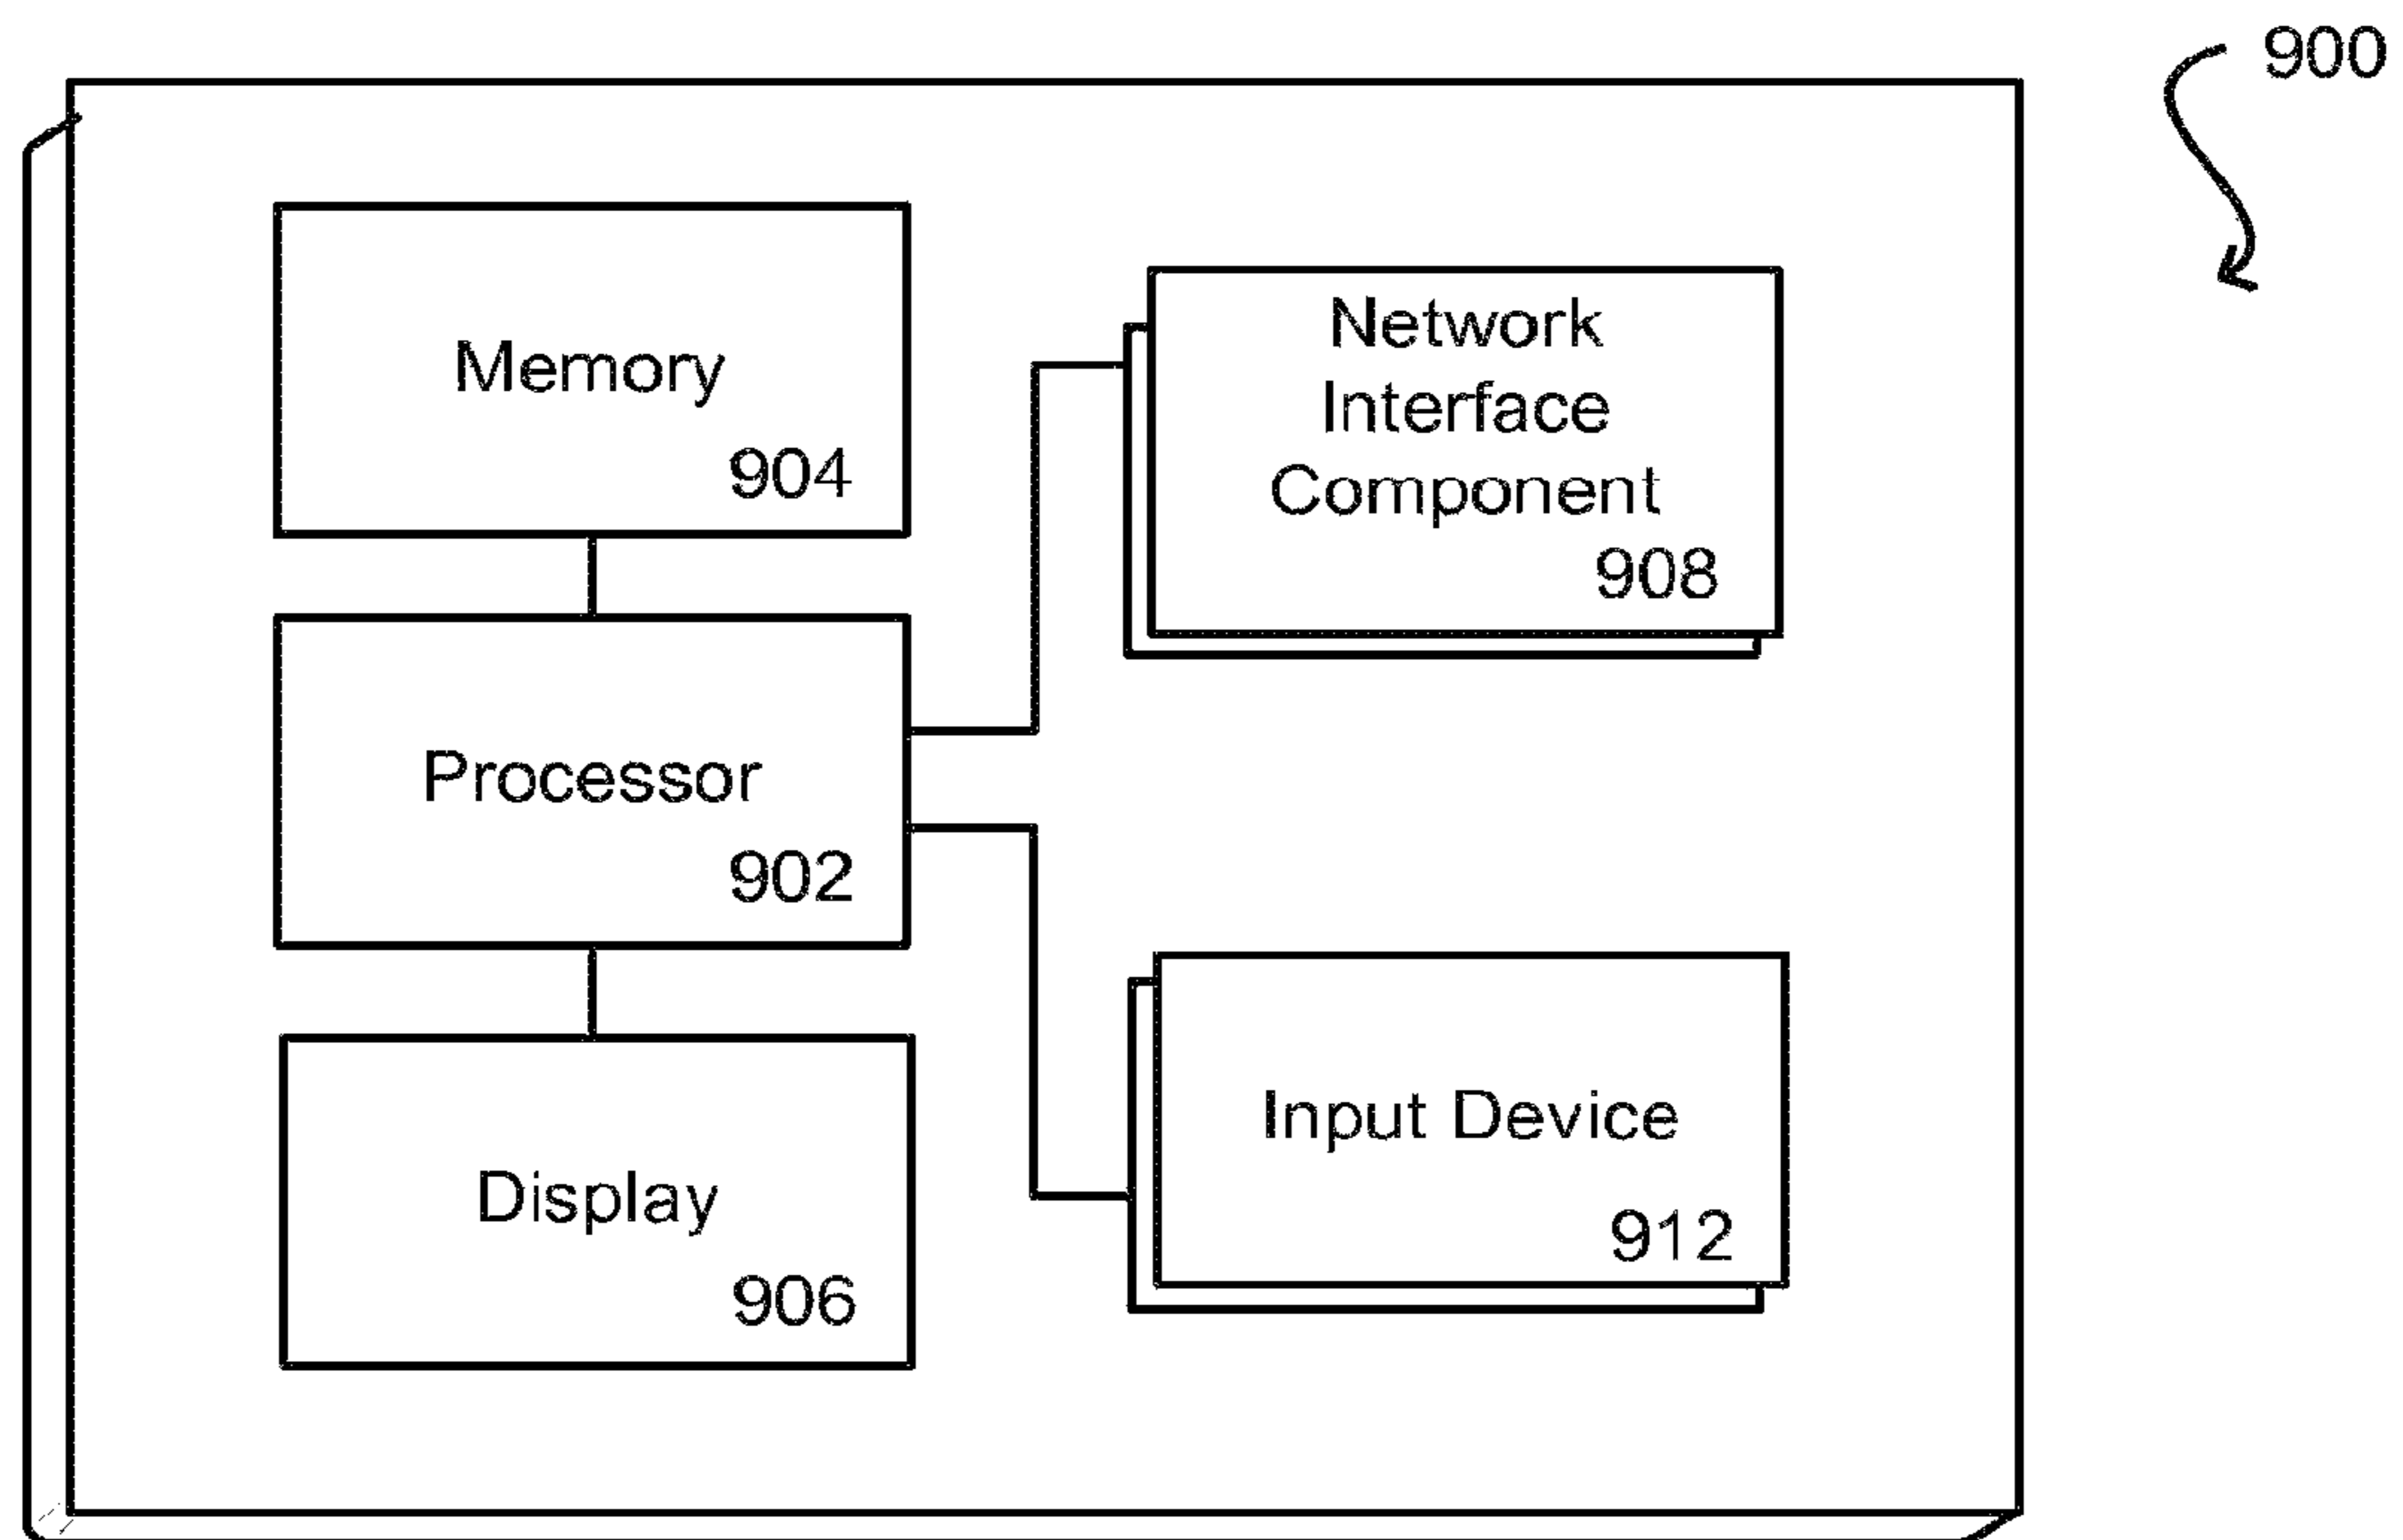 900
Memory
904
Network
Interface
Component
908
Processor
902
Input Device
912
Display
906